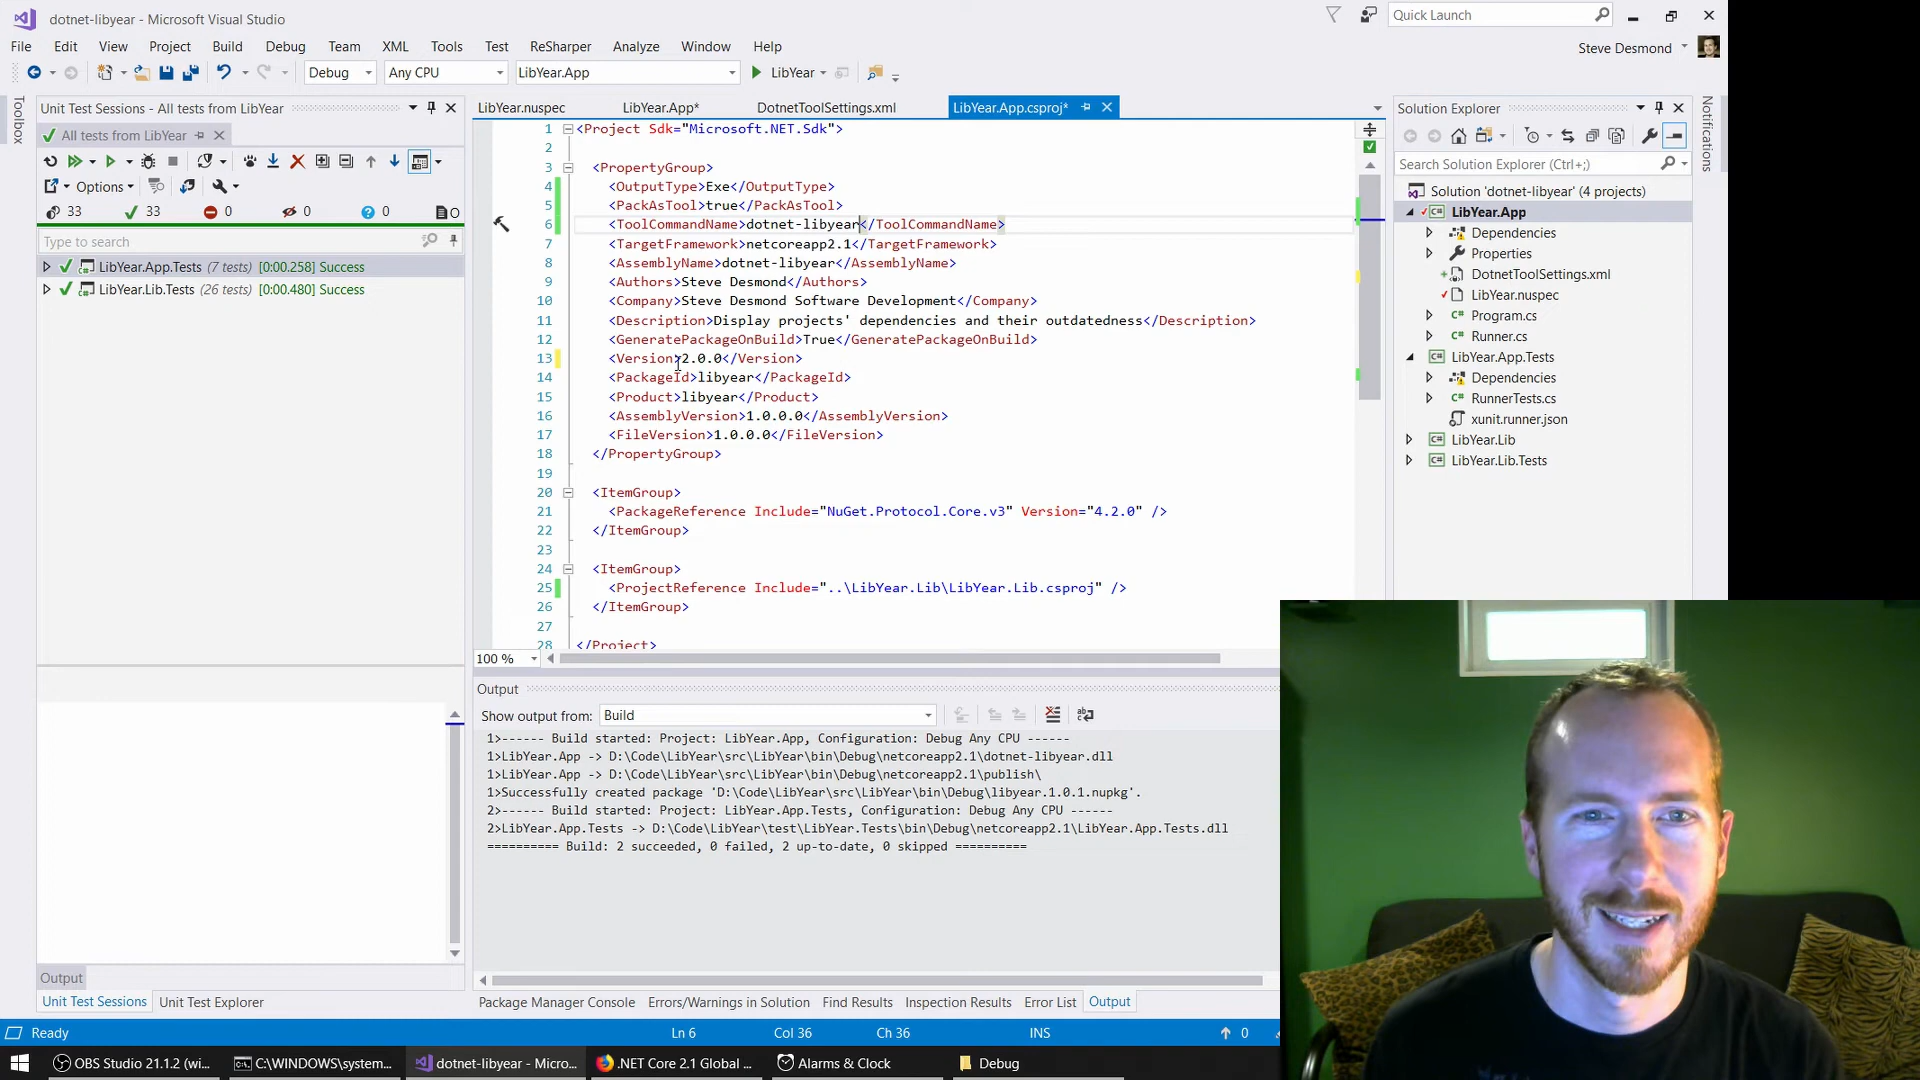 dotnet-libyear - Microsoft Visual Studio
Quick Launch
File Edit View Project Build Debug Team XML Tools Test ReSharper Analyze Window Help
Steve Desmond
Debug Any CPU LibYear.App LibYear
Toolbox
Unit Test Sessions - All tests from LibYear
All tests from LibYear
Options
33 33 0 0 0 O
Type to search
LibYear.App.Tests (7 tests) [0:00.258] Success
LibYear.Lib.Tests (26 tests) [0:00.480] Success
Output
Unit Test Sessions Unit Test Explorer
LibYear.nuspec LibYear.App* DotnetToolSettings.xml LibYear.App.csproj*
1 <Project Sdk="Microsoft.NET.Sdk">
2
3 <PropertyGroup>
4 <OutputType>Exe</OutputType>
5 <PackAsTool>true</PackAsTool>
6 <ToolCommandName>dotnet-libyear</ToolCommandName>
7 <TargetFramework>netcoreapp2.1</TargetFramework>
8 <AssemblyName>dotnet-libyear</AssemblyName>
9 <Authors>Steve Desmond</Authors>
10 <Company>Steve Desmond Software Development</Company>
11 <Description>Display projects' dependencies and their outdatedness</Description>
12 <GeneratePackageOnBuild>True</GeneratePackageOnBuild>
13 <Version>2.0.0</Version>
14 <PackageId>libyear</PackageId>
15 <Product>libyear</Product>
16 <AssemblyVersion>1.0.0.0</AssemblyVersion>
17 <FileVersion>1.0.0.0</FileVersion>
18 </PropertyGroup>
19
20 <ItemGroup>
21 <PackageReference Include="NuGet.Protocol.Core.v3" Version="4.2.0" />
22 </ItemGroup>
23
24 <ItemGroup>
25 <ProjectReference Include="..\LibYear.Lib\LibYear.Lib.csproj" />
26 </ItemGroup>
27
28 </Project>
100 %
Output
Show output from: Build
1>------ Build started: Project: LibYear.App, Configuration: Debug Any CPU ------
1>LibYear.App -> D:\Code\LibYear\src\LibYear\bin\Debug\netcoreapp2.1\dotnet-libyear.dll
1>LibYear.App -> D:\Code\LibYear\src\LibYear\bin\Debug\netcoreapp2.1\publish\
1>Successfully created package 'D:\Code\LibYear\src\LibYear\bin\Debug\libyear.1.0.1.nupkg'.
2>------ Build started: Project: LibYear.App.Tests, Configuration: Debug Any CPU ------
2>LibYear.App.Tests -> D:\Code\LibYear\test\LibYear.Tests\bin\Debug\netcoreapp2.1\LibYear.App.Tests.dll
========== Build: 2 succeeded, 0 failed, 2 up-to-date, 0 skipped ==========
Package Manager Console Errors/Warnings in Solution Find Results Inspection Results Error List Output
Solution Explorer
Search Solution Explorer (Ctrl+;)
Solution 'dotnet-libyear' (4 projects)
LibYear.App
Dependencies
Properties
DotnetToolSettings.xml
LibYear.nuspec
C# Program.cs
C# Runner.cs
LibYear.App.Tests
Dependencies
C# RunnerTests.cs
xunit.runner.json
LibYear.Lib
LibYear.Lib.Tests
Notifications
Ready Ln 6 Col 36 Ch 36 INS 0
OBS Studio 21.1.2 (wi... C:\WINDOWS\system... dotnet-libyear - Micro... .NET Core 2.1 Global ... Alarms & Clock Debug